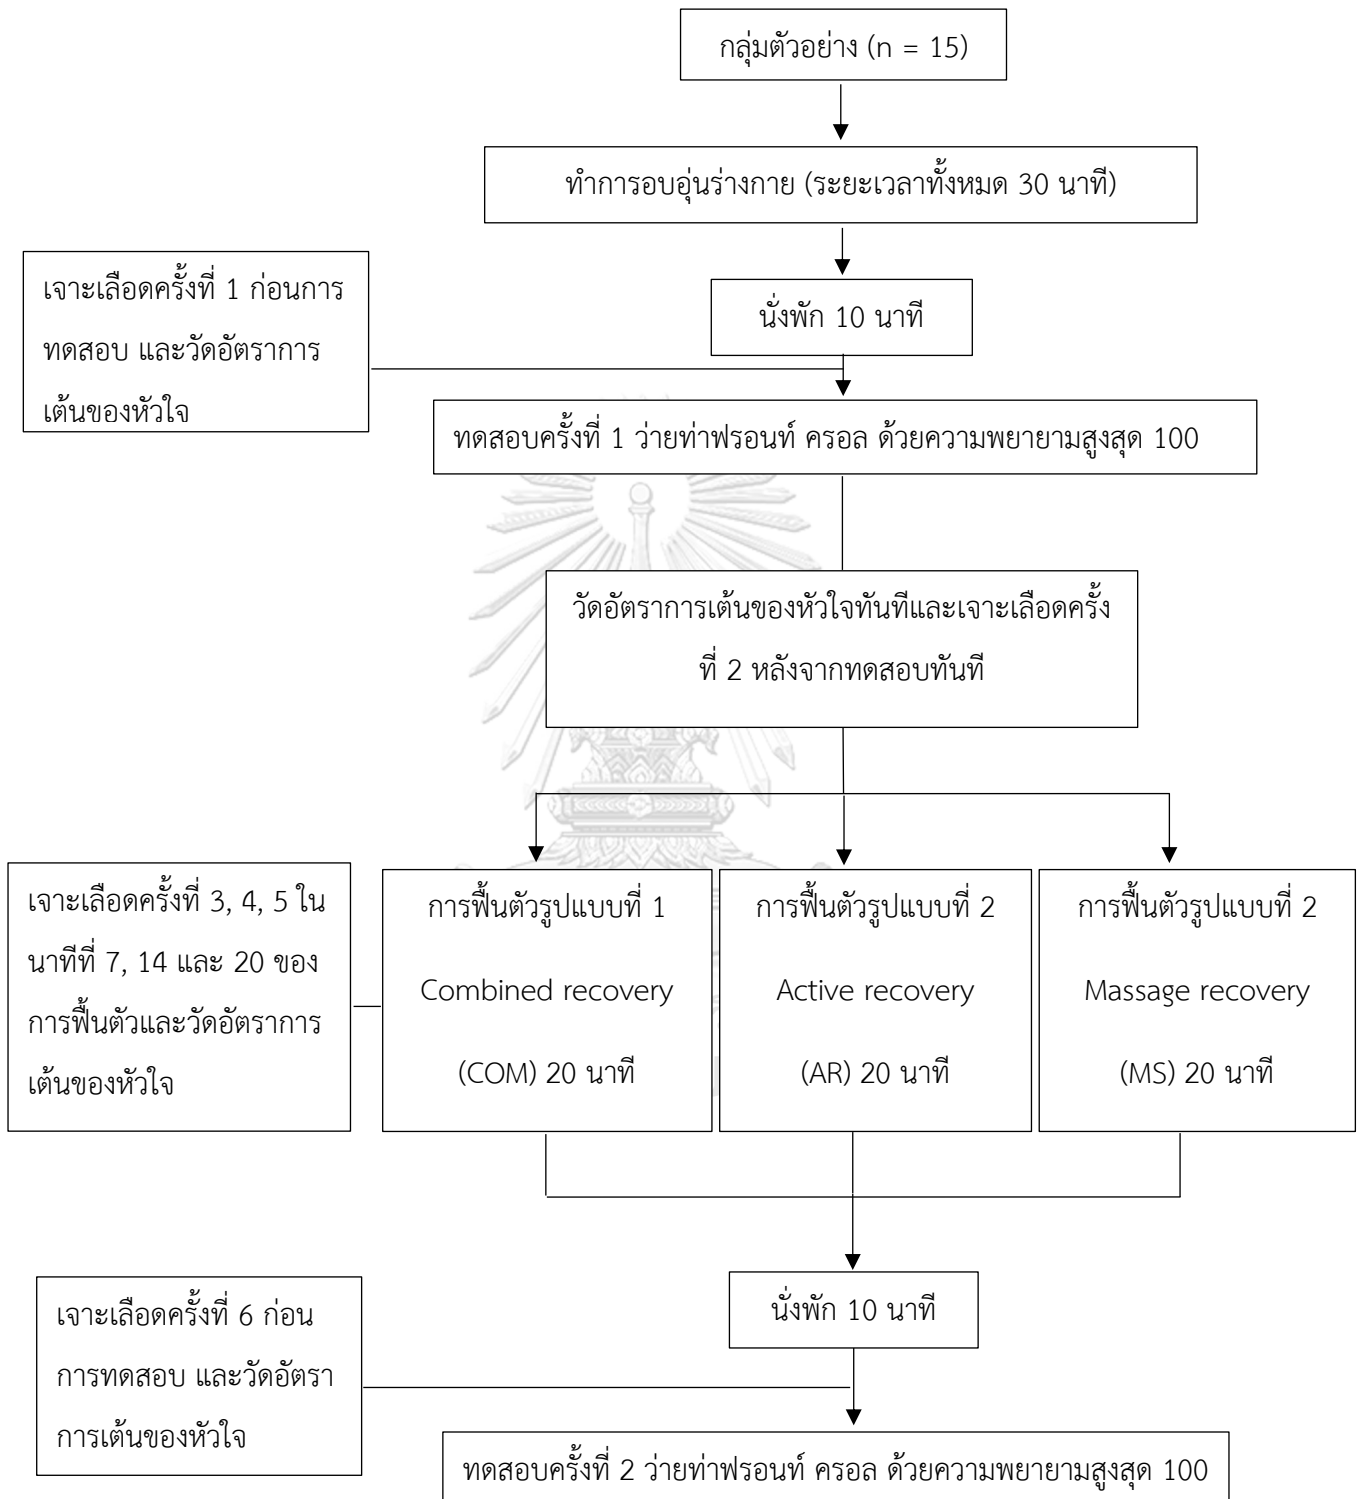 กลุ่มตัวอย่าง (n = 15)
ทำการอบอุ่นร่างกาย (ระยะเวลาทั้งหมด 30 นาที)
เจาะเลือดครั้งที่ 1 ก่อนการ
ทดสอบ และวัดอัตราการ
เต้นของหัวใจ
นั่งพัก 10 นาที
ทดสอบครั้งที่ 1 ว่ายท่าฟรอนท์ ครอล ด้วยความพยายามสูงสุด 100
วัดอัตราการเต้นของหัวใจทันทีและเจาะเลือดครั้ง
ที่ 2 หลังจากทดสอบทันที
เจาะเลือดครั้งที่ 3, 4, 5 ใน
นาทีที่ 7, 14 และ 20 ของ
การฟื้นตัวและวัดอัตราการ
เต้นของหัวใจ
การฟื้นตัวรูปแบบที่ 1
Combined recovery
(COM) 20 นาที
การฟื้นตัวรูปแบบที่ 2
Active recovery
(AR) 20 นาที
การฟื้นตัวรูปแบบที่ 2
Massage recovery
(MS) 20 นาที
นั่งพัก 10 นาที
เจาะเลือดครั้งที่ 6 ก่อน
การทดสอบ และวัดอัตรา
การเต้นของหัวใจ
ทดสอบครั้งที่ 2 ว่ายท่าฟรอนท์ ครอล ด้วยความพยายามสูงสุด 100